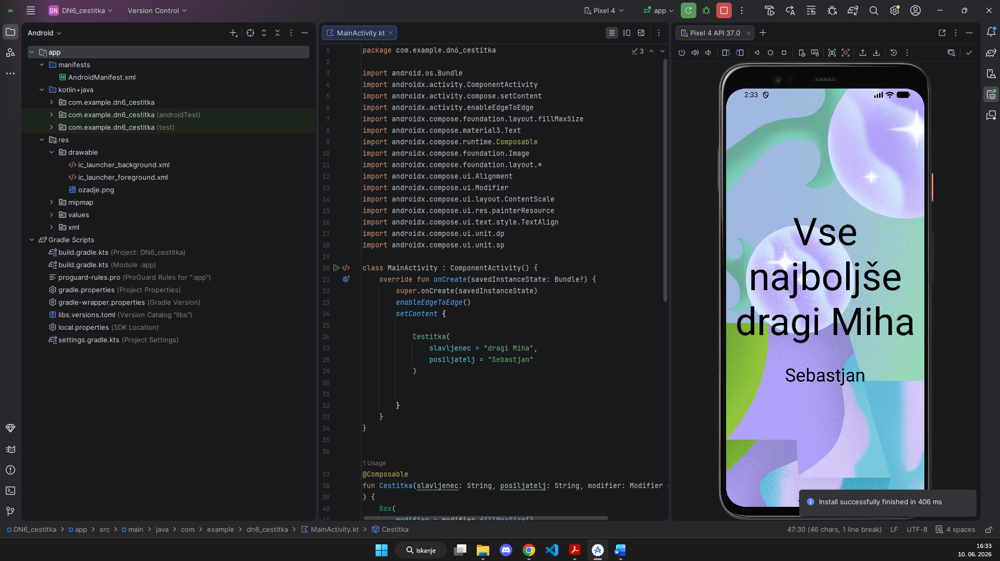 DN DN6_cestitka Version Control Pixel 4 app
Android
app
manifests
AndroidManifest.xml
kotlin+java
com.example.dn6_cestitka
com.example.dn6_cestitka (androidTest)
com.example.dn6_cestitka (test)
res
drawable
ic_launcher_background.xml
ic_launcher_foreground.xml
ozadje.png
mipmap
values
xml
Gradle Scripts
build.gradle.kts (Project: DN6_cestitka)
build.gradle.kts (Module :app)
proguard-rules.pro (ProGuard Rules for ":app")
gradle.properties (Project Properties)
gradle-wrapper.properties (Gradle Version)
libs.versions.toml (Version Catalog "libs")
local.properties (SDK Location)
settings.gradle.kts (Project Settings)
MainActivity.kt
3
1 package com.example.dn6_cestitka
2
3 import android.os.Bundle
4 import androidx.activity.ComponentActivity
5 import androidx.activity.compose.setContent
6 import androidx.activity.enableEdgeToEdge
7 import androidx.compose.foundation.layout.fillMaxSize
8 import androidx.compose.material3.Text
9 import androidx.compose.runtime.Composable
10 import androidx.compose.foundation.Image
11 import androidx.compose.foundation.layout.*
12 import androidx.compose.ui.Alignment
13 import androidx.compose.ui.Modifier
14 import androidx.compose.ui.layout.ContentScale
15 import androidx.compose.ui.res.painterResource
16 import androidx.compose.ui.text.style.TextAlign
17 import androidx.compose.ui.unit.dp
18 import androidx.compose.ui.unit.sp
19
20 class MainActivity : ComponentActivity() {
21 override fun onCreate(savedInstanceState: Bundle?) {
22 super.onCreate(savedInstanceState)
23 enableEdgeToEdge()
24 setContent {
25
26 Cestitka(
27 slavljenec = "dragi Miha",
28 posiljatelj = "Sebastjan"
29 )
30
31
32 }
33 }
34 }
35
36
1 Usage
37 @Composable
38 fun Cestitka(slavljenec: String, posiljatelj: String, modifier: Modifier =
39 ) {
40 Box(
41 modifier = modifier.fillMaxSize()
Pixel 4 API 37.0
2:33
Vse
najboljše
dragi Miha
Sebastjan
Install successfully finished in 406 ms
DN6_cestitka > app > src > main > java > com > example > dn6_cestitka > MainActivity.kt > Cestitka
47:30 (46 chars, 1 line break) LF UTF-8 4 spaces
Iskanje
16:33
10. 06. 2026